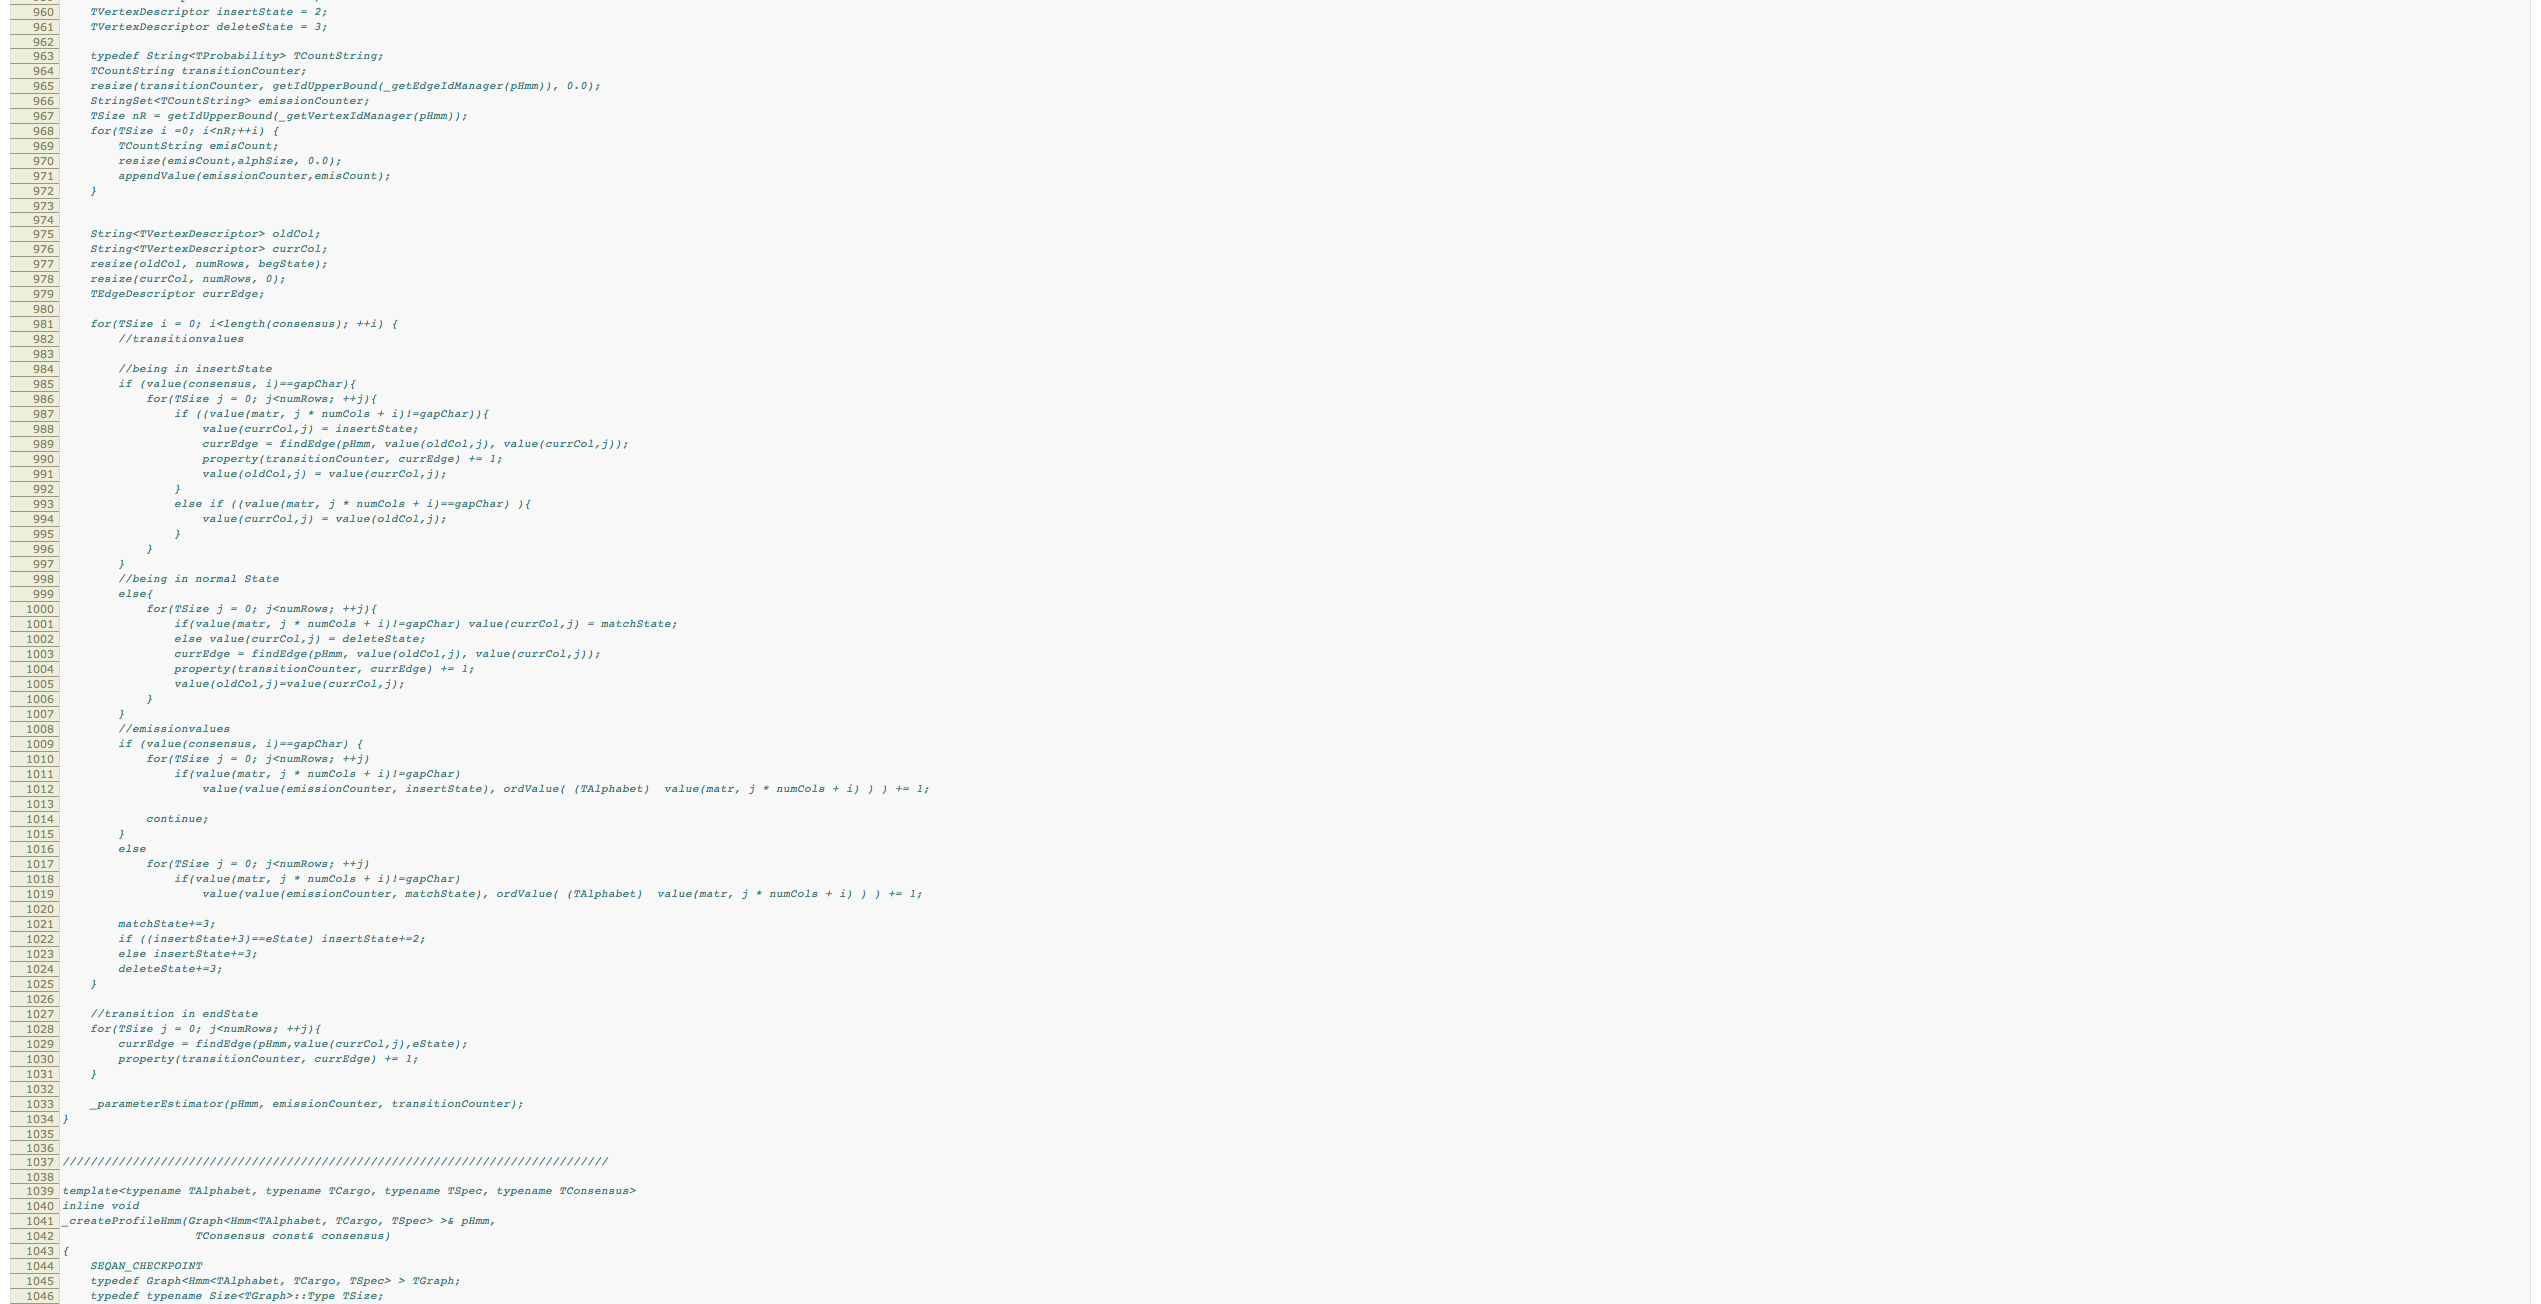 960 TVertexDescriptor insertState = 2;
961 TVertexDescriptor deleteState = 3;
962
963 typedef String<TProbability> TCountString;
964 TCountString transitionCounter;
965 resize(transitionCounter, getIdUpperBound(_getEdgeIdManager(pHmm)), 0.0);
966 StringSet<TCountString> emissionCounter;
967 TSize nR = getIdUpperBound(_getVertexIdManager(pHmm));
968 for(TSize i =0; i<nR;++i) {
969 TCountString emisCount;
970 resize(emisCount,alphSize, 0.0);
971 appendValue(emissionCounter,emisCount);
972 }
973
974
975 String<TVertexDescriptor> oldCol;
976 String<TVertexDescriptor> currCol;
977 resize(oldCol, numRows, begState);
978 resize(currCol, numRows, 0);
979 TEdgeDescriptor currEdge;
980
981 for(TSize i = 0; i<length(consensus); ++i) {
982 //transitionvalues
983
984 //being in insertState
985 if (value(consensus, i)==gapChar){
986 for(TSize j = 0; j<numRows; ++j){
987 if ((value(matr, j * numCols + i)!=gapChar)){
988 value(currCol,j) = insertState;
989 currEdge = findEdge(pHmm, value(oldCol,j), value(currCol,j));
990 property(transitionCounter, currEdge) += 1;
991 value(oldCol,j) = value(currCol,j);
992 }
993 else if ((value(matr, j * numCols + i)==gapChar) ){
994 value(currCol,j) = value(oldCol,j);
995 }
996 }
997 }
998 //being in normal State
999 else{
1000 for(TSize j = 0; j<numRows; ++j){
1001 if(value(matr, j * numCols + i)!=gapChar) value(currCol,j) = matchState;
1002 else value(currCol,j) = deleteState;
1003 currEdge = findEdge(pHmm, value(oldCol,j), value(currCol,j));
1004 property(transitionCounter, currEdge) += 1;
1005 value(oldCol,j)=value(currCol,j);
1006 }
1007 }
1008 //emissionvalues
1009 if (value(consensus, i)==gapChar) {
1010 for(TSize j = 0; j<numRows; ++j)
1011 if(value(matr, j * numCols + i)!=gapChar)
1012 value(value(emissionCounter, insertState), ordValue( (TAlphabet)  value(matr, j * numCols + i) ) ) += 1;
1013
1014 continue;
1015 }
1016 else
1017 for(TSize j = 0; j<numRows; ++j)
1018 if(value(matr, j * numCols + i)!=gapChar)
1019 value(value(emissionCounter, matchState), ordValue( (TAlphabet)  value(matr, j * numCols + i) ) ) += 1;
1020
1021 matchState+=3;
1022 if ((insertState+3)==eState) insertState+=2;
1023 else insertState+=3;
1024 deleteState+=3;
1025 }
1026
1027 //transition in endState
1028 for(TSize j = 0; j<numRows; ++j){
1029 currEdge = findEdge(pHmm,value(currCol,j),eState);
1030 property(transitionCounter, currEdge) += 1;
1031 }
1032
1033 _parameterEstimator(pHmm, emissionCounter, transitionCounter);
1034 }
1035
1036
1037 //////////////////////////////////////////////////////////////////////////////
1038
1039 template<typename TAlphabet, typename TCargo, typename TSpec, typename TConsensus>
1040 inline void
1041 _createProfileHmm(Graph<Hmm<TAlphabet, TCargo, TSpec> >& pHmm,
1042 TConsensus const& consensus)
1043 {
1044 SEQAN_CHECKPOINT
1045 typedef Graph<Hmm<TAlphabet, TCargo, TSpec> > TGraph;
1046 typedef typename Size<TGraph>::Type TSize;